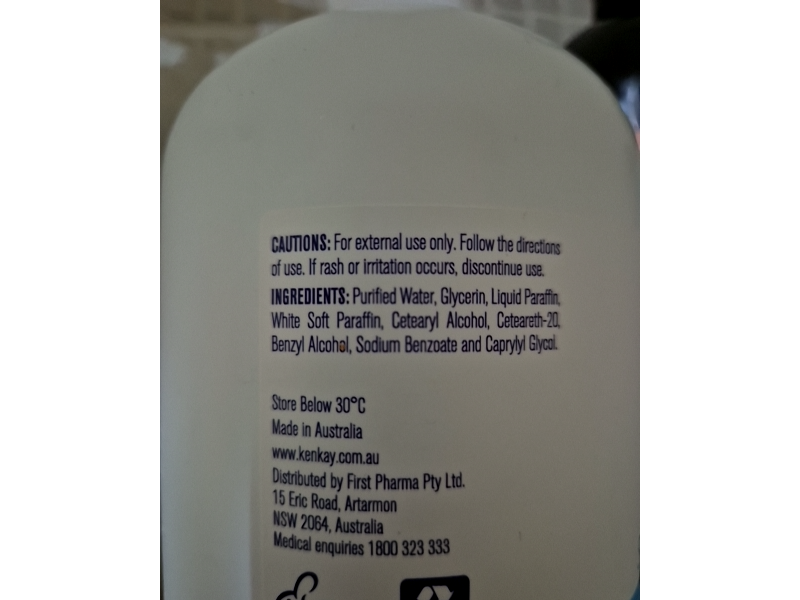 CAUTIONS: For external use only. Follow the directions
of use. If rash or irritation occurs, discontinue use.
INGREDIENTS: Purified Water, Glycerin, Liquid Paraffin,
White Soft Paraffin, Cetearyl Alcohol, Ceteareth-20,
Benzyl Alcohol, Sodium Benzoate and Caprylyl Glycol.
Store Below 30°C
Made in Australia
www.kenkay.com.au
Distributed by First Pharma Pty Ltd.
15 Eric Road, Artarmon
NSW 2064, Australia
Medical enquiries 1800 323 333